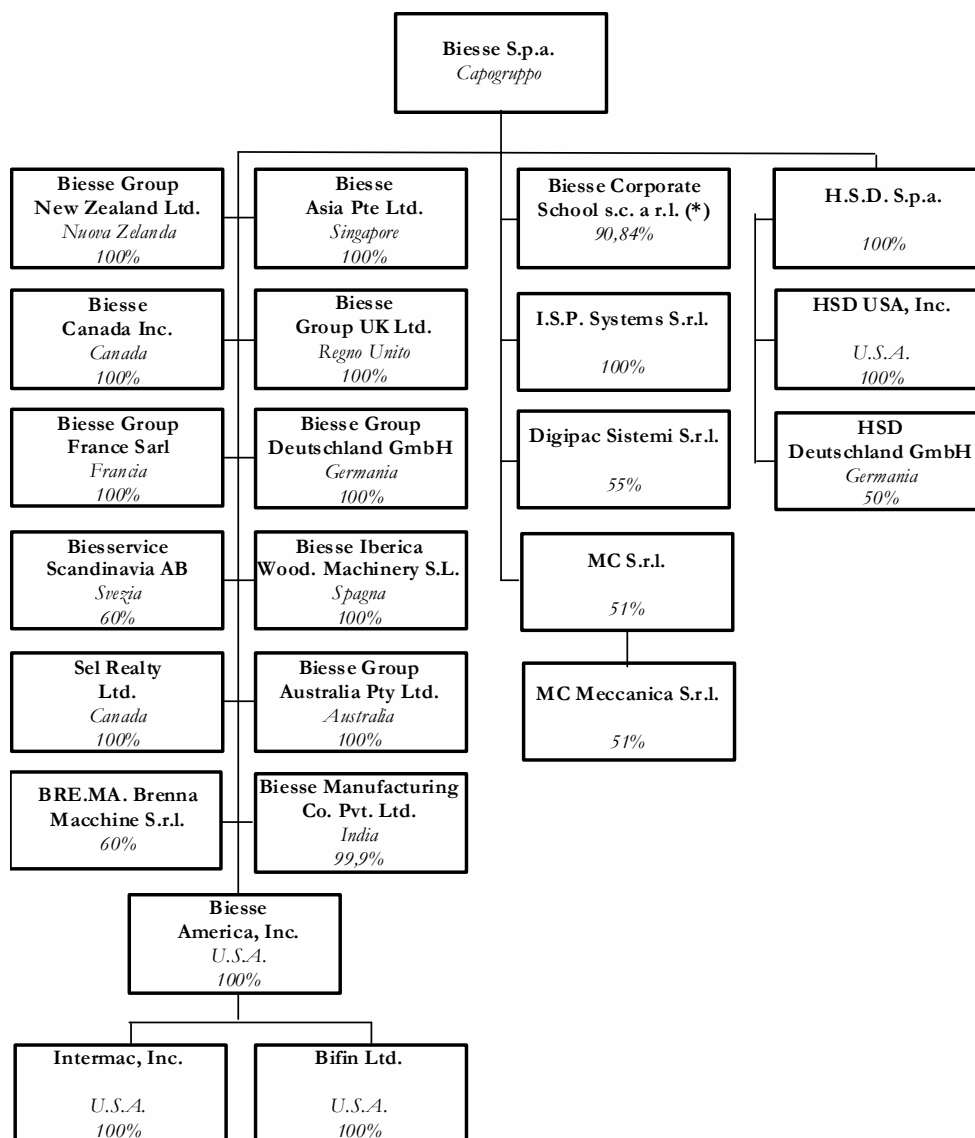 Biesse S.p.a.
Capogruppo
Biesse Group
New Zealand Ltd.
Nuova Zelanda
100%
Biesse
Asia Pte Ltd.
Singapore
100%
Biesse Corporate
School s.c. a r.l. (*)
90,84%
H.S.D. S.p.a.
100%
Biesse
Canada Inc.
Canada
100%
Biesse
Group UK Ltd.
Regno Unito
100%
I.S.P. Systems S.r.l.
100%
HSD USA, Inc.
U.S.A.
100%
Biesse Group
France Sarl
Francia
100%
Biesse Group
Deutschland GmbH
Germania
100%
Digipac Sistemi S.r.l.
55%
HSD
Deutschland GmbH
Germania
50%
Biesservice
Scandinavia AB
Svezia
60%
Biesse Iberica
Wood. Machinery S.L.
Spagna
100%
MC S.r.l.
51%
Sel Realty
Ltd.
Canada
100%
Biesse Group
Australia Pty Ltd.
Australia
100%
MC Meccanica S.r.l.
51%
BRE.MA. Brenna
Macchine S.r.l.
60%
Biesse Manufacturing
Co. Pvt. Ltd.
India
99,9%
Biesse
America, Inc.
U.S.A.
100%
Intermac, Inc.
U.S.A.
100%
Bifin Ltd.
U.S.A.
100%